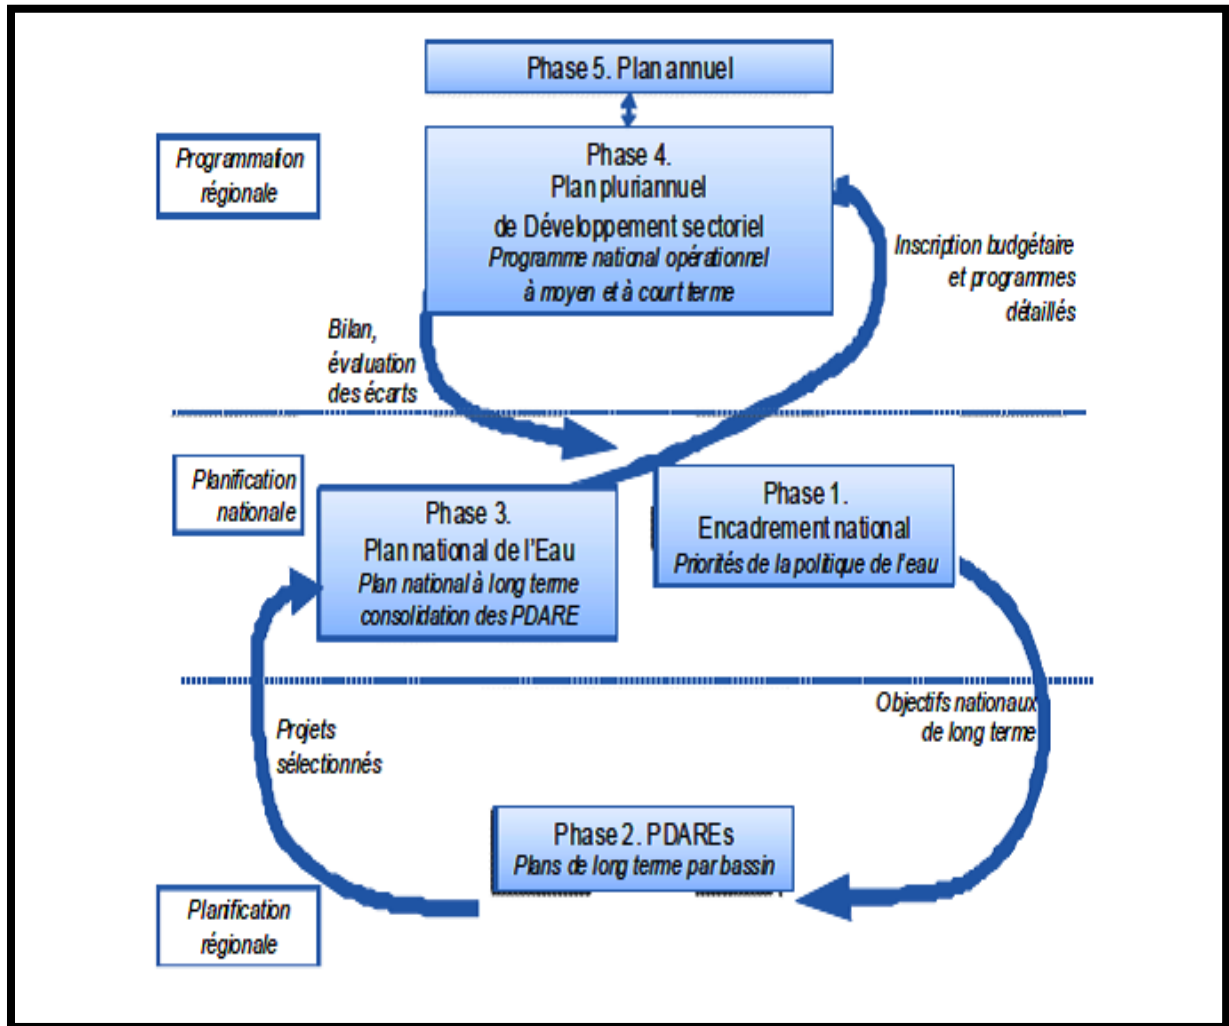 Phase 5. Plan annuel
Programmation
régionale
Phase 4.
Plan pluriannuel
de Développement sectoriel
Programme national opérationnel
à moyen et à court terme
Inscription budgétaire
et programmes
détaillés
Bilan,
évaluation
des écarts
Planification
nationale
Phase 3.
Plan national de l'Eau
Plan national à long terme
consolidation des PDARE
Phase 1.
Encadrement national
Priorités de la politique de l'eau
Objectifs nationaux
de long terme
Projets
sélectionnés
Phase 2. PDAREs
Plans de long terme par bassin
Planification
régionale